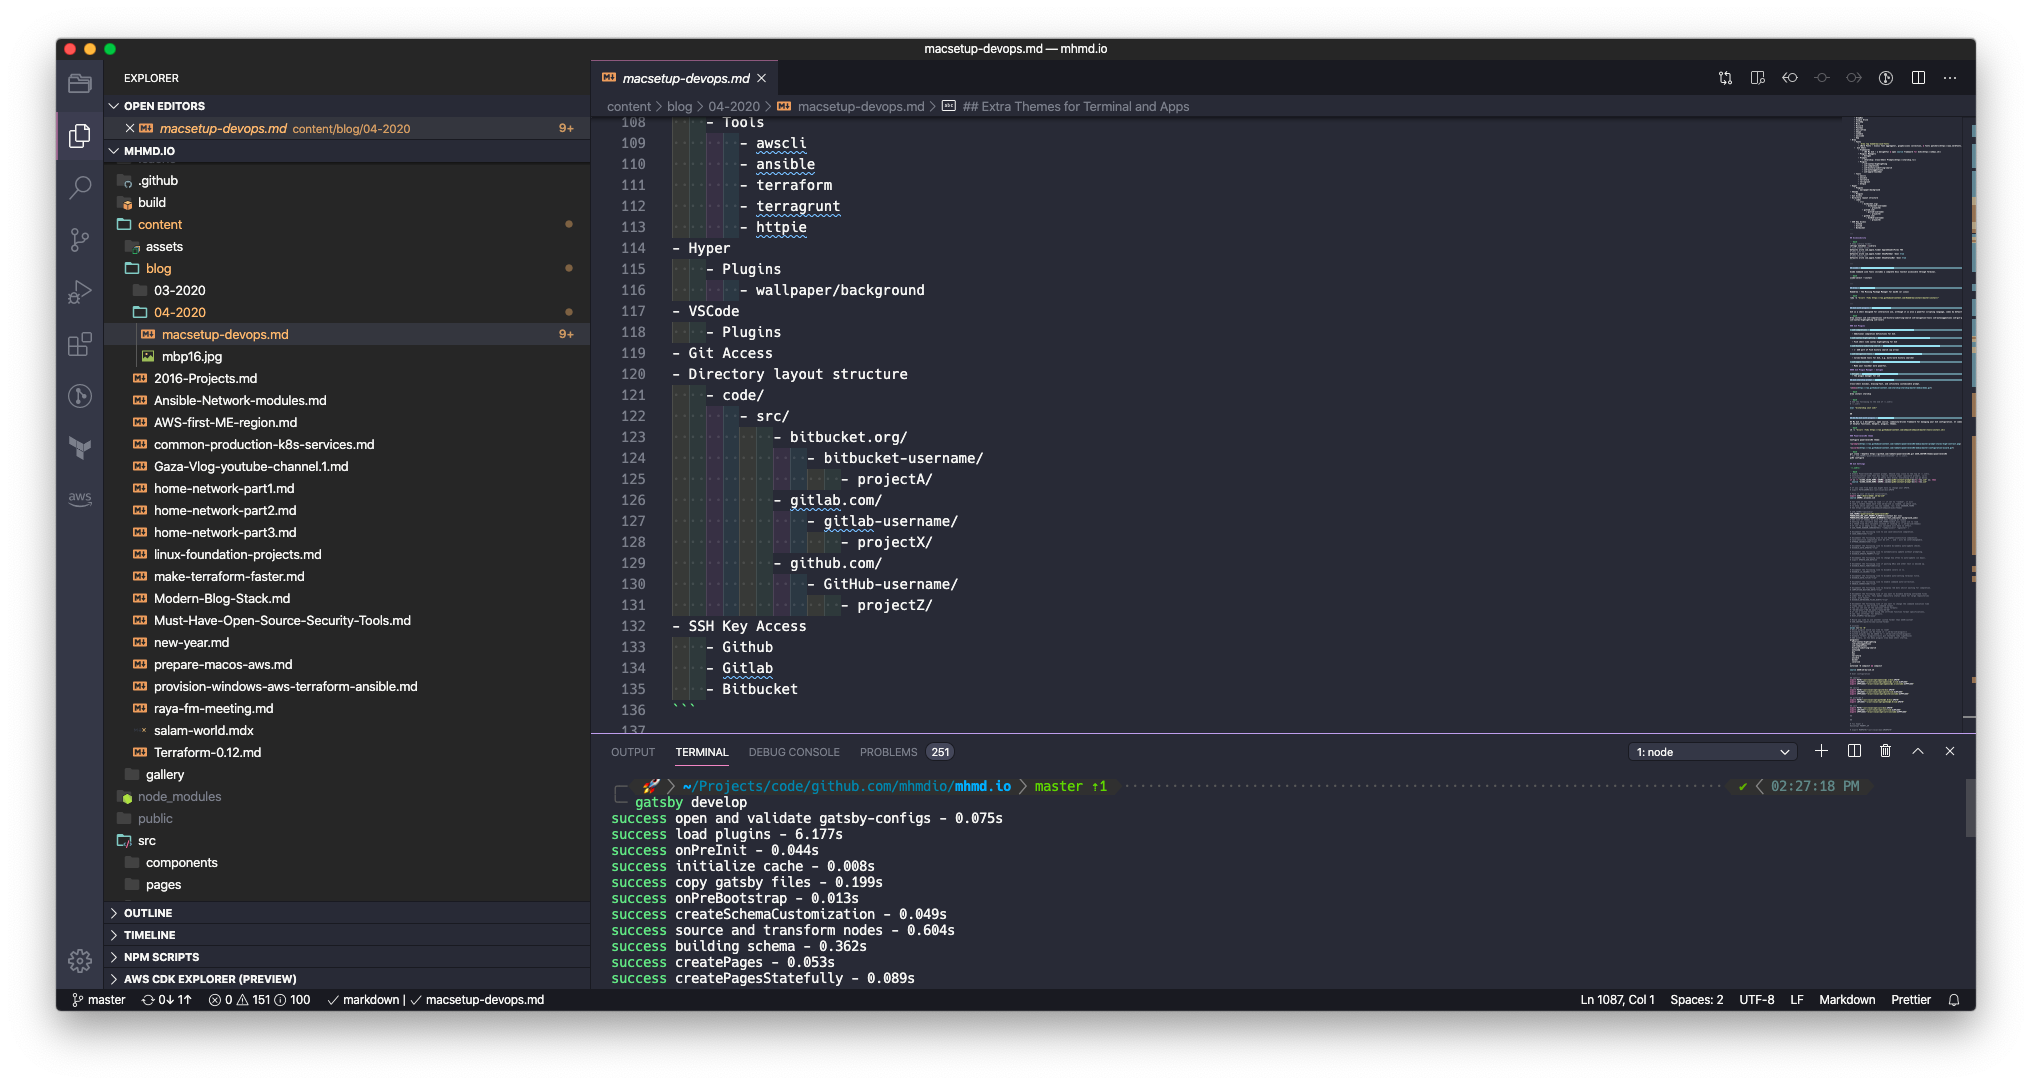 macsetup-devops.md — mhmd.io
EXPLORER
OPEN EDITORS
macsetup-devops.md content/blog/04-2020 9+
MHMD.IO
.github
build
content
assets
blog
03-2020
04-2020
macsetup-devops.md 9+
mbp16.jpg
2016-Projects.md
Ansible-Network-modules.md
AWS-first-ME-region.md
common-production-k8s-services.md
Gaza-Vlog-youtube-channel.1.md
home-network-part1.md
home-network-part2.md
home-network-part3.md
linux-foundation-projects.md
make-terraform-faster.md
Modern-Blog-Stack.md
Must-Have-Open-Source-Security-Tools.md
new-year.md
prepare-macos-aws.md
provision-windows-aws-terraform-ansible.md
raya-fm-meeting.md
salam-world.mdx
Terraform-0.12.md
gallery
node_modules
public
src
components
pages
OUTLINE
TIMELINE
NPM SCRIPTS
AWS CDK EXPLORER (PREVIEW)
aws
macsetup-devops.md
content > blog > 04-2020 > macsetup-devops.md > ## Extra Themes for Terminal and Apps
108 - Tools
109 - awscli
110 - ansible
111 - terraform
112 - terragrunt
113 - httpie
114 - Hyper
115 - Plugins
116 - wallpaper/background
117 - VSCode
118 - Plugins
119 - Git Access
120 - Directory layout structure
121 - code/
122 - src/
123 - bitbucket.org/
124 - bitbucket-username/
125 - projectA/
126 - gitlab.com/
127 - gitlab-username/
128 - projectX/
129 - github.com/
130 - GitHub-username/
131 - projectZ/
132 - SSH Key Access
133 - Github
134 - Gitlab
135 - Bitbucket
136 ```
137
OUTPUT TERMINAL DEBUG CONSOLE PROBLEMS 251 1: node
~/Projects/code/github.com/mhmdio/mhmd.io master ↑1 ✔ 02:27:18 PM
gatsby develop
success open and validate gatsby-configs - 0.075s
success load plugins - 6.177s
success onPreInit - 0.044s
success initialize cache - 0.008s
success copy gatsby files - 0.199s
success onPreBootstrap - 0.013s
success createSchemaCustomization - 0.049s
success source and transform nodes - 0.604s
success building schema - 0.362s
success createPages - 0.053s
success createPagesStatefully - 0.089s
master 0↓ 1↑ 0 151 100 ✓ markdown | ✓ macsetup-devops.md Ln 1087, Col 1 Spaces: 2 UTF-8 LF Markdown Prettier